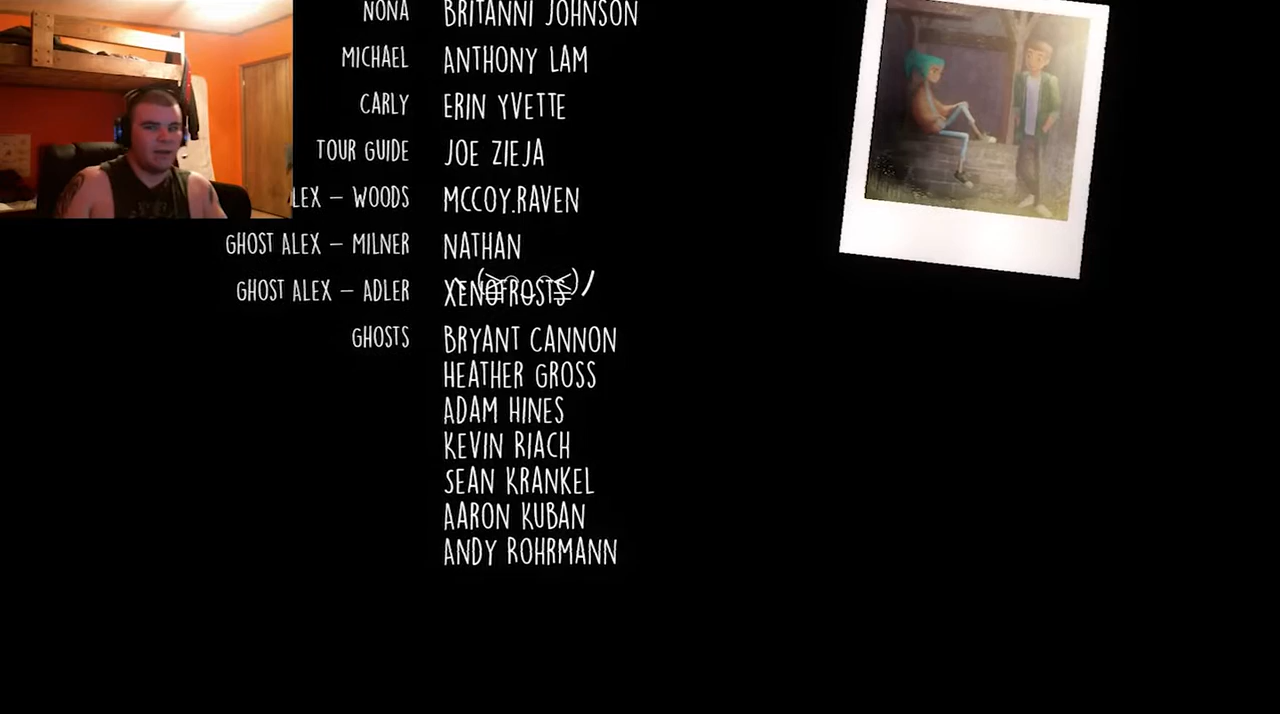 NONA BRITANNI JOHNSON
MICHAEL ANTHONY LAM
CARLY ERIN YVETTE
TOUR GUIDE JOE ZIEJA
LEX – WOODS MCCOY.RAVEN
GHOST ALEX – MILNER NATHAN
GHOST ALEX – ADLER XENOFROSTS
GHOSTS BRYANT CANNON
HEATHER GROSS
ADAM HINES
KEVIN RIACH
SEAN KRANKEL
AARON KUBAN
ANDY ROHRMANN